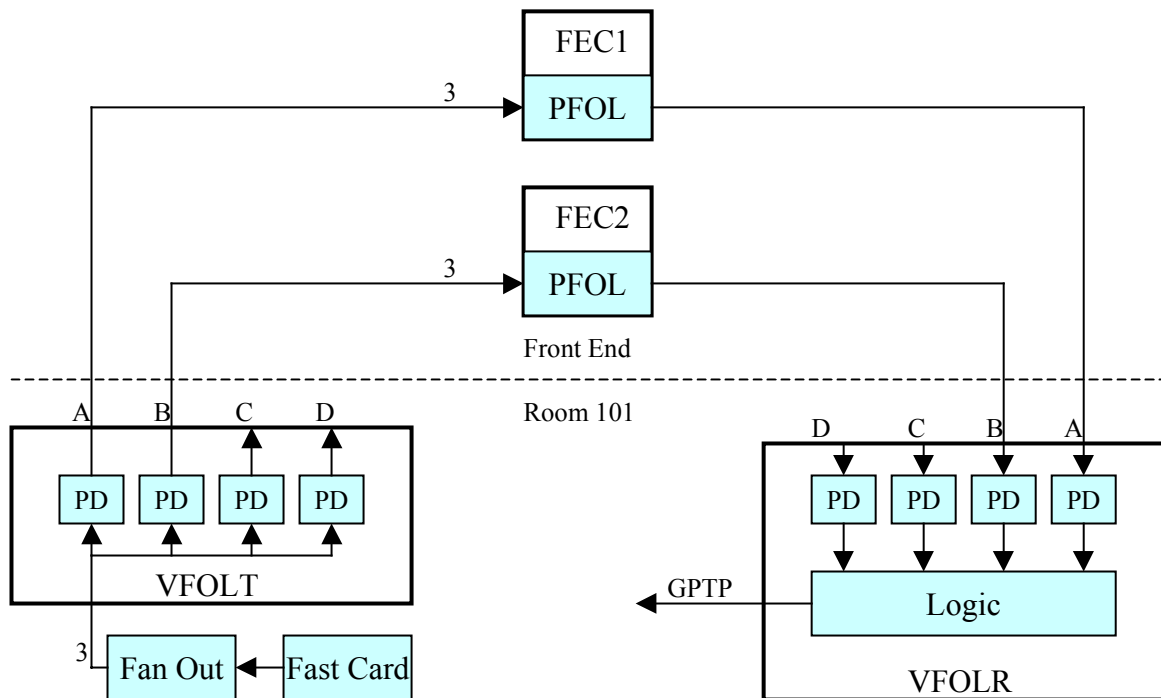 FEC1
3
PFOL
FEC2
3
PFOL
Front End
Room 101
A B C D
PD PD PD PD
VFOLT
3
Fan Out
Fast Card
D C B A
PD PD PD PD
GPTP
Logic
VFOLR